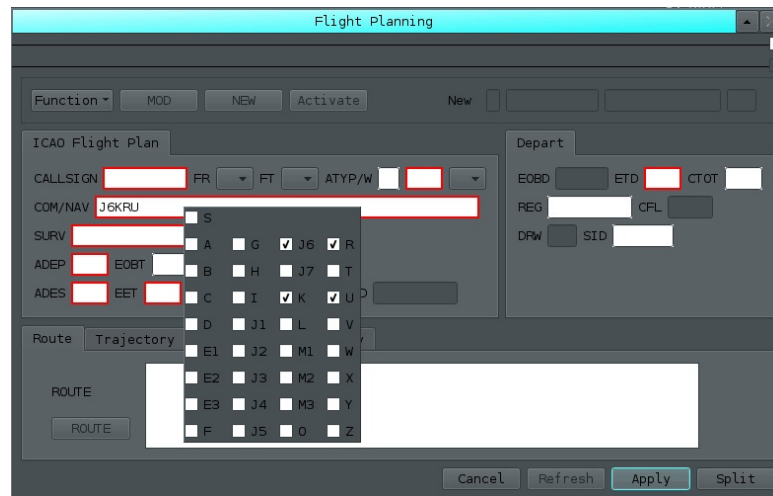 Flight Planning
Function MOD NEW Activate New
ICAO Flight Plan Depart
CALLSIGN FR FT ATYP/W EOBD ETD CTOT
COM/NAV J6KRU REG CFL
S
SURV DRW SID
A G J6 R
ADEP EOBT
B H J7 T
ADES EET
C I K U
D J1 L V
Route Trajectory
E1 J2 M1 W
E2 J3 M2 X
ROUTE
E3 J4 M3 Y
ROUTE
F J5 O Z
Cancel Refresh Apply Split